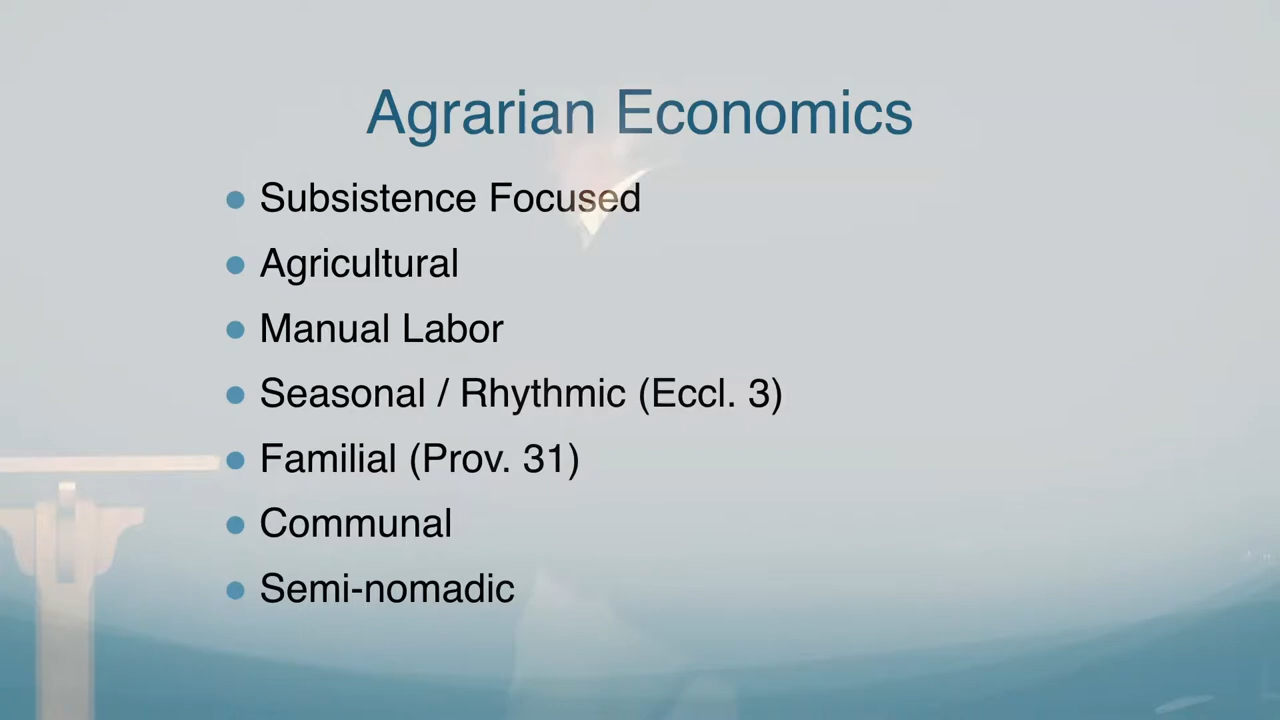 Agrarian Economics
● Subsistence Focused
● Agricultural
● Manual Labor
● Seasonal / Rhythmic (Eccl. 3)
● Familial (Prov. 31)
● Communal
● Semi-nomadic